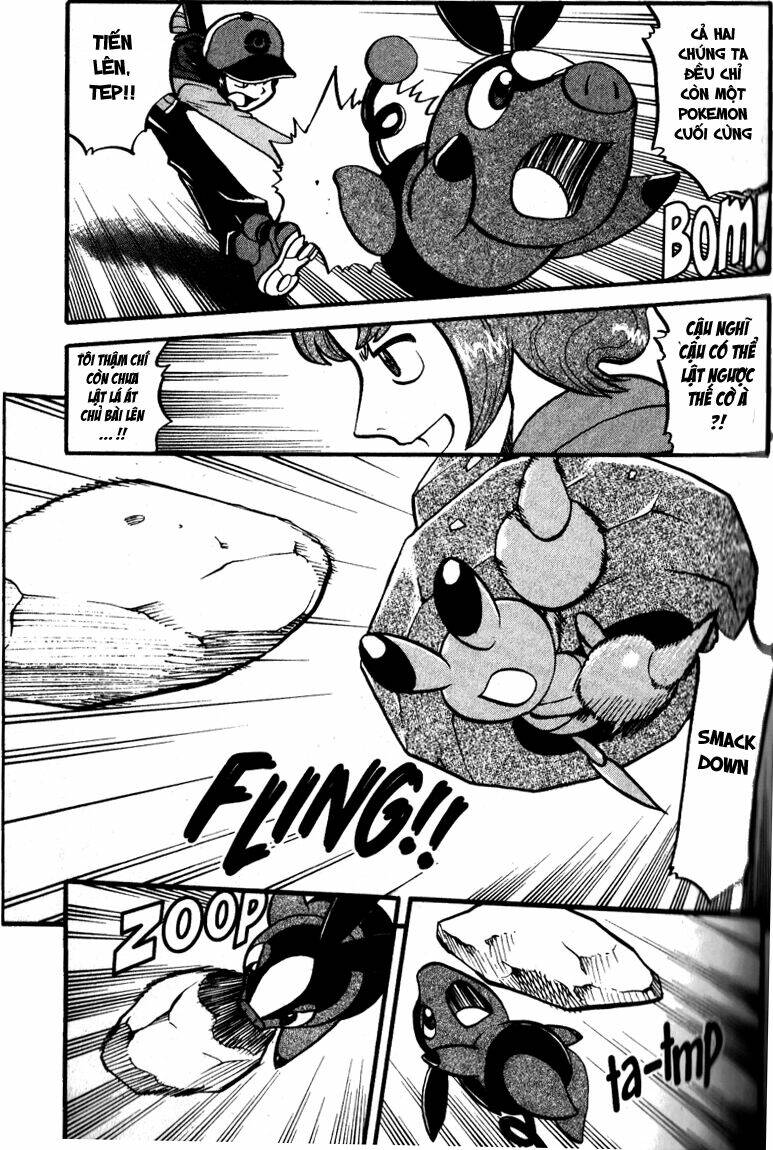 CẢ HAI
CHÚNG TA
ĐỀU CHỈ
CÒN MỘT
POKEMON
CUỐI CÙNG
TIẾN
LÊN,
TEP!!
BOM!
CẬU NGHĨ
CẬU CÓ THỂ
LẬT NGƯỢC
THẾ CỜ À
?!
TÔI THẬM CHÍ
CÒN CHƯA
LẬT LÁ ÁT
CHỦ BÀI LÊN
... !!
SMACK
DOWN
FLING!!
ZOOP
ta-tmp